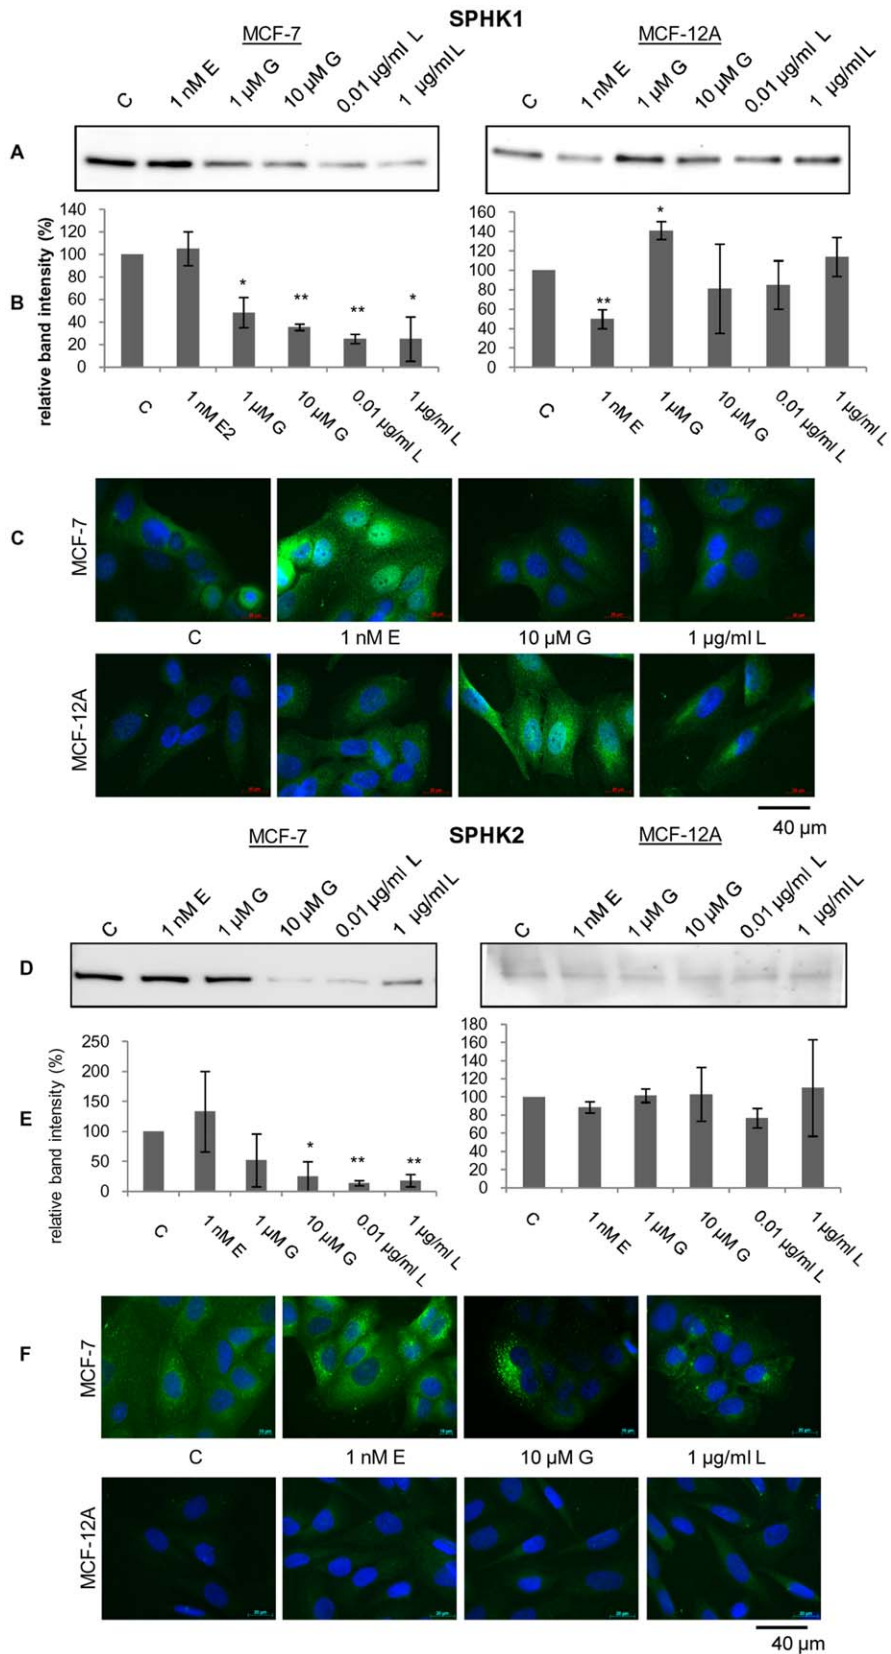 SPHK1
MCF-7 MCF-12A
C 1 nM E 1 µM G 10 µM G 0.01 µg/ml L 1 µg/ml L
C 1 nM E 1 µM G 10 µM G 0.01 µg/ml L 1 µg/ml L
A
B
relative band intensity (%)
140
120
100
80
60
40
20
0
* ** ** *
C 1 nM E2 1 µM G 10 µM G 0.01 µg/ml L 1 µg/ml L
160
140
120
100
80
60
40
20
0
** *
C 1 nM E 1 µM G 10 µM G 0.01 µg/ml L 1 µg/ml L
C
MCF-7
C 1 nM E 10 µM G 1 µg/ml L
MCF-12A
40 µm
SPHK2
MCF-7 MCF-12A
C 1 nM E 1 µM G 10 µM G 0.01 µg/ml L 1 µg/ml L
C 1 nM E 1 µM G 10 µM G 0.01 µg/ml L 1 µg/ml L
D
E
relative band intensity (%)
250
200
150
100
50
0
* ** **
C 1 nM E 1 µM G 10 µM G 0.01 µg/ml L 1 µg/ml L
180
160
140
120
100
80
60
40
20
0
C 1 nM E 1 µM G 10 µM G 0.01 µg/ml L 1 µg/ml L
F
MCF-7
C 1 nM E 10 µM G 1 µg/ml L
MCF-12A
40 µm